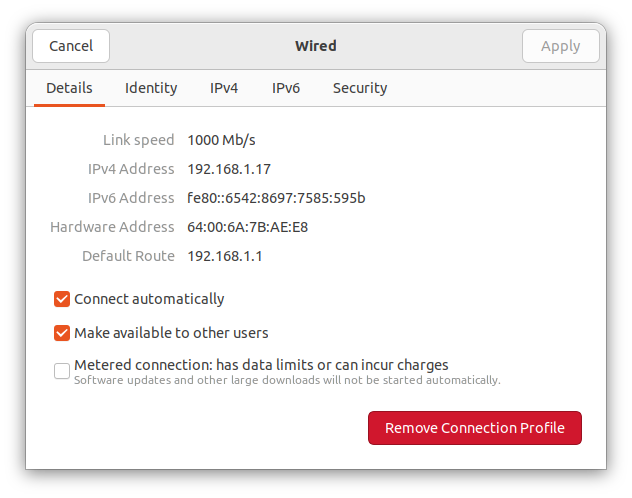 Cancel Wired Apply
Details Identity IPv4 IPv6 Security
Link speed 1000 Mb/s
IPv4 Address 192.168.1.17
IPv6 Address fe80::6542:8697:7585:595b
Hardware Address 64:00:6A:7B:AE:E8
Default Route 192.168.1.1
Connect automatically
Make available to other users
Metered connection: has data limits or can incur charges
Software updates and other large downloads will not be started automatically.
Remove Connection Profile